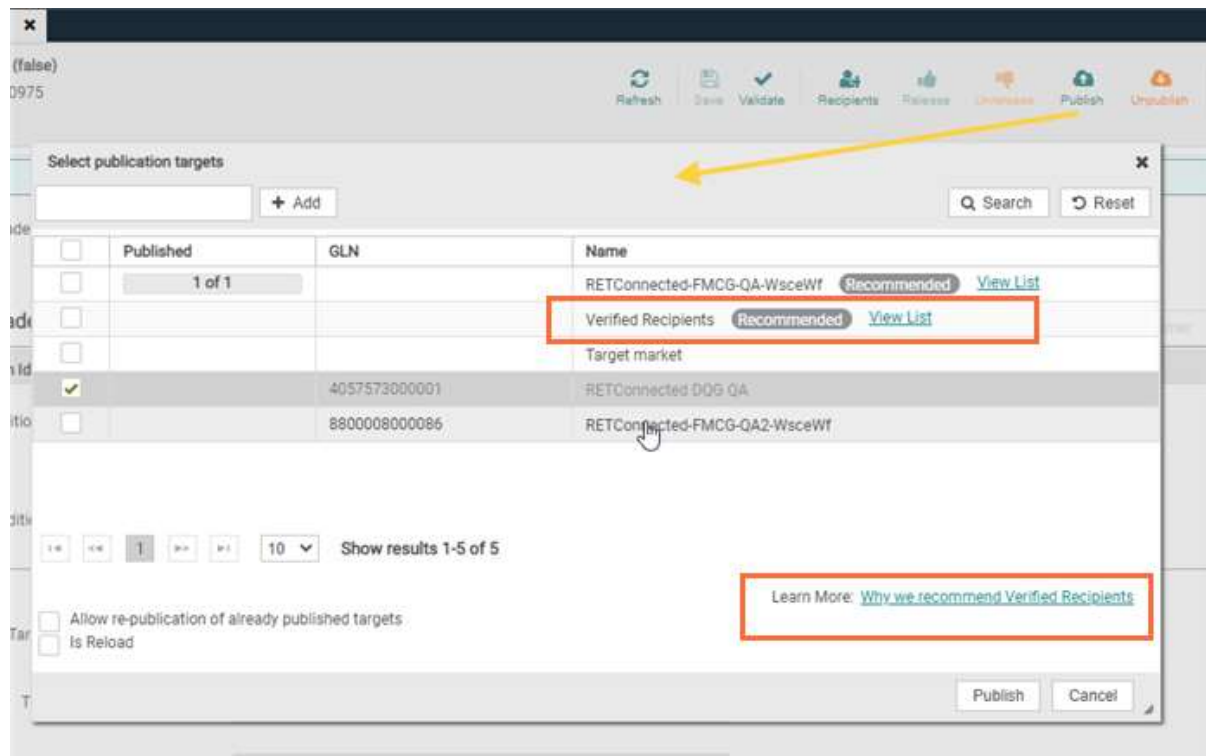 (false)
0975
Refresh Save Validate Recipients Release Unrelease Publish Unpublish
Select publication targets
Add
Search Reset
Published GLN Name
1 of 1 RETConnected-FMCG-QA-WsceWf Recommended View List
Verified Recipients Recommended View List
Target market
4057573000001 RETConnected DQG QA
8800008000086 RETConnected-FMCG-QA2-WsceWf
1 10 Show results 1-5 of 5
Learn More: Why we recommend Verified Recipients
Allow re-publication of already published targets
Is Reload
Publish Cancel